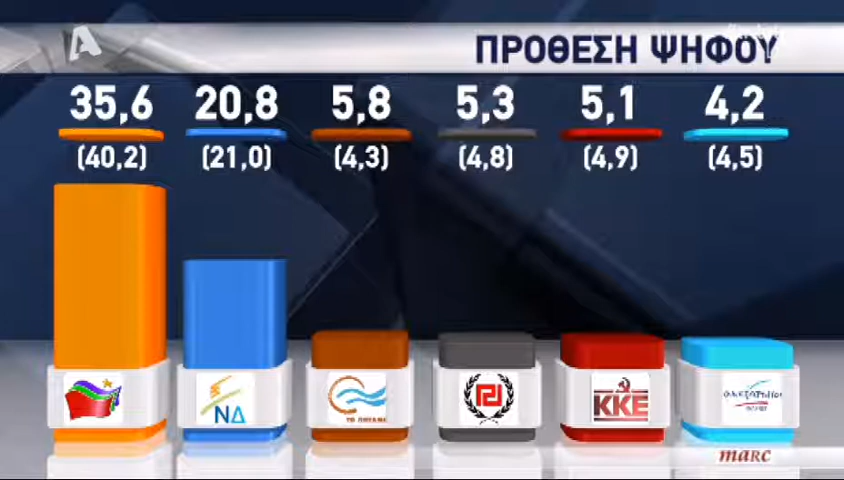 ΠΡΟΘΕΣΗ ΨΗΦΟΥ
35,6 20,8 5,8 5,3 5,1 4,2
(40,2) (21,0) (4,3) (4,8) (4,9) (4,5)
ΝΔ ΤΟ ΠΟΤΑΜΙ ΚΚΕ
marc